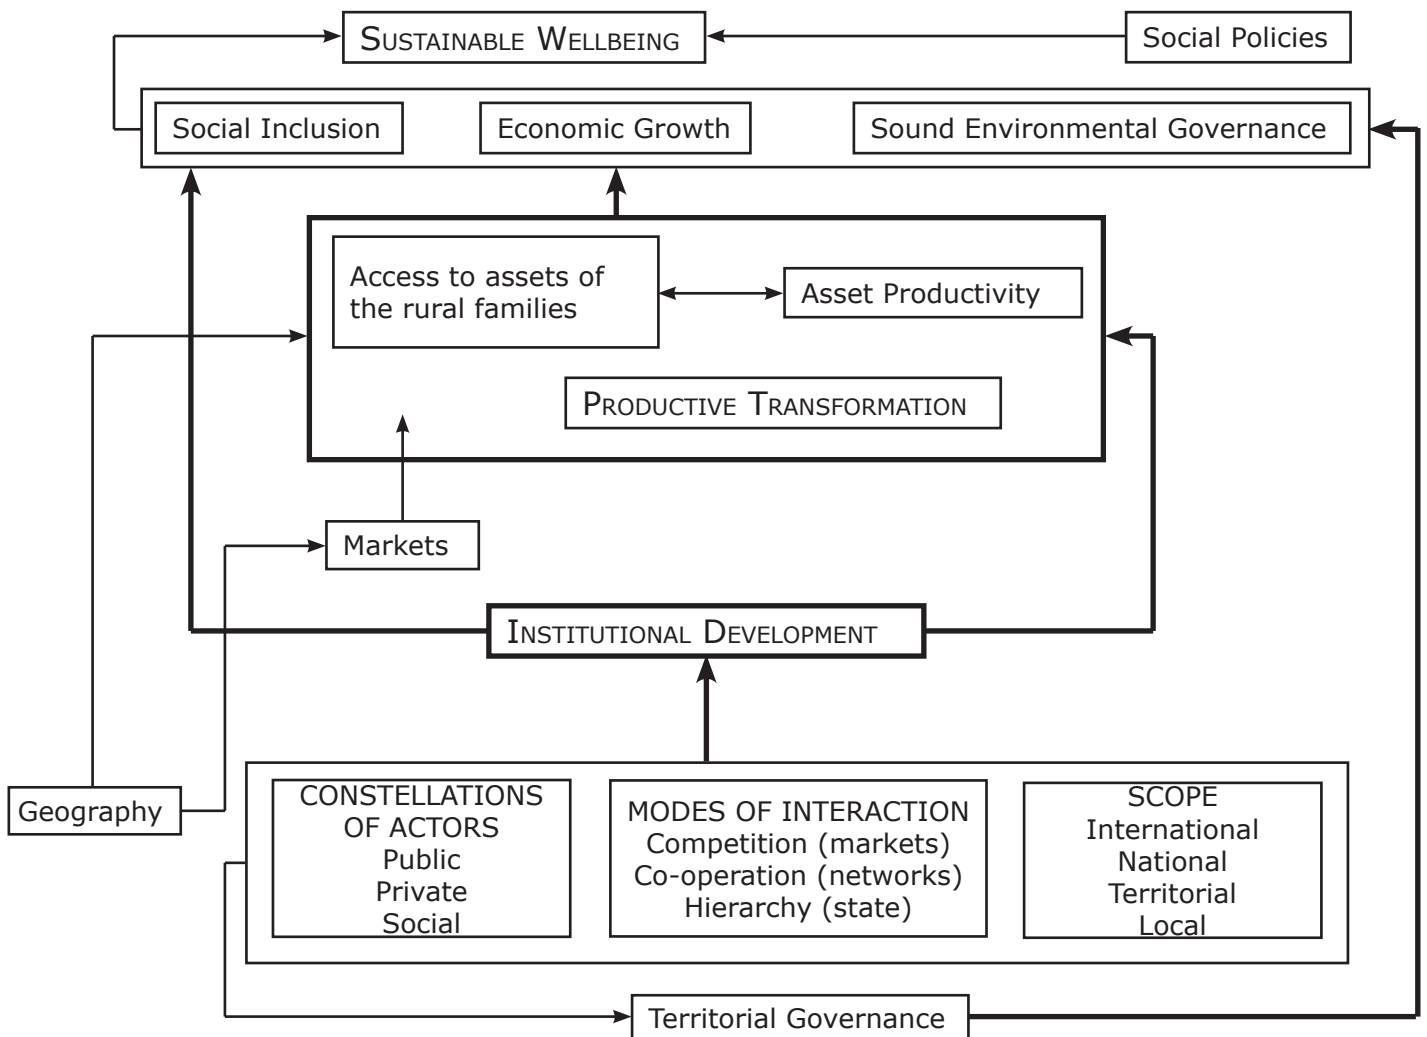 SUSTAINABLE WELLBEING
Social Policies
Social Inclusion
Economic Growth
Sound Environmental Governance
Access to assets of
the rural families
Asset Productivity
PRODUCTIVE TRANSFORMATION
Markets
INSTITUTIONAL DEVELOPMENT
Geography
CONSTELLATIONS
OF ACTORS
Public
Private
Social
MODES OF INTERACTION
Competition (markets)
Co-operation (networks)
Hierarchy (state)
SCOPE
International
National
Territorial
Local
Territorial Governance